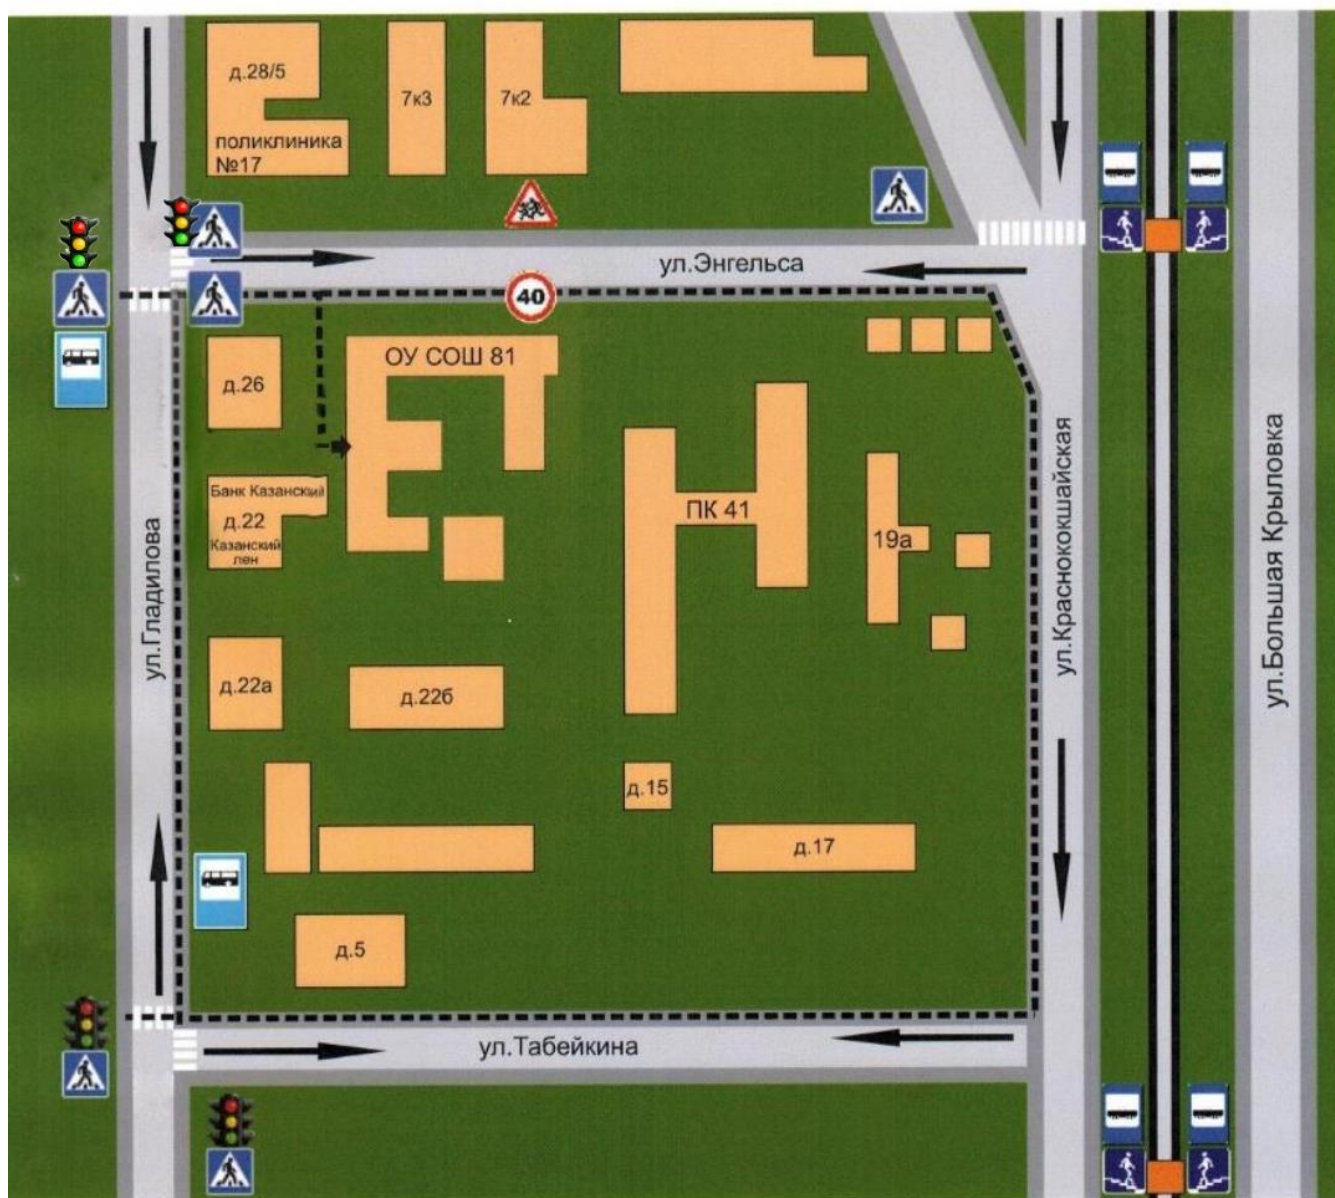 д.28/5
поликлиника
№17
7к3
7к2
ул.Энгельса
40
ОУ СОШ 81
д.26
Банк Казанский
д.22
Казанский
лен
ПК 41
19а
ул.Гладилова
ул.Краснококшайская
ул.Большая Крыловка
д.22а
д.22б
д.15
д.17
д.5
ул.Табейкина